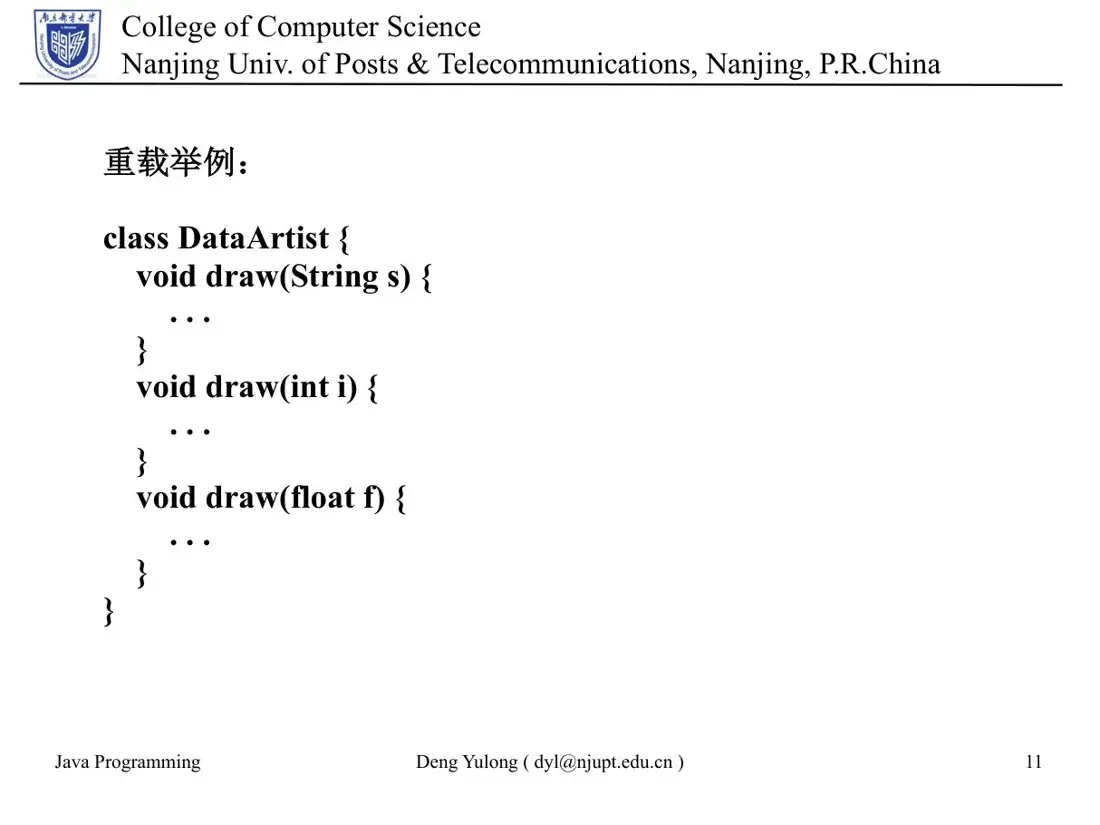 College of Computer Science
Nanjing Univ. of Posts & Telecommunications, Nanjing, P.R.China
重载举例：
class DataArtist {
void draw(String s) {
. . .
}
void draw(int i) {
. . .
}
void draw(float f) {
. . .
}
}
Java Programming
Deng Yulong ( dyl@njupt.edu.cn )
11